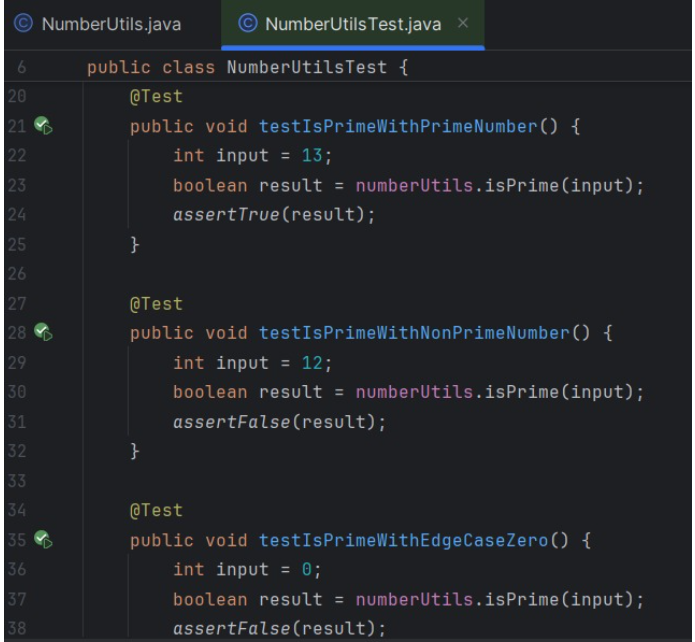 NumberUtils.java NumberUtilsTest.java ×
6 public class NumberUtilsTest {
20 @Test
21 public void testIsPrimeWithPrimeNumber() {
22 int input = 13;
23 boolean result = numberUtils.isPrime(input);
24 assertTrue(result);
25 }
26
27 @Test
28 public void testIsPrimeWithNonPrimeNumber() {
29 int input = 12;
30 boolean result = numberUtils.isPrime(input);
31 assertFalse(result);
32 }
33
34 @Test
35 public void testIsPrimeWithEdgeCaseZero() {
36 int input = 0;
37 boolean result = numberUtils.isPrime(input);
38 assertFalse(result);